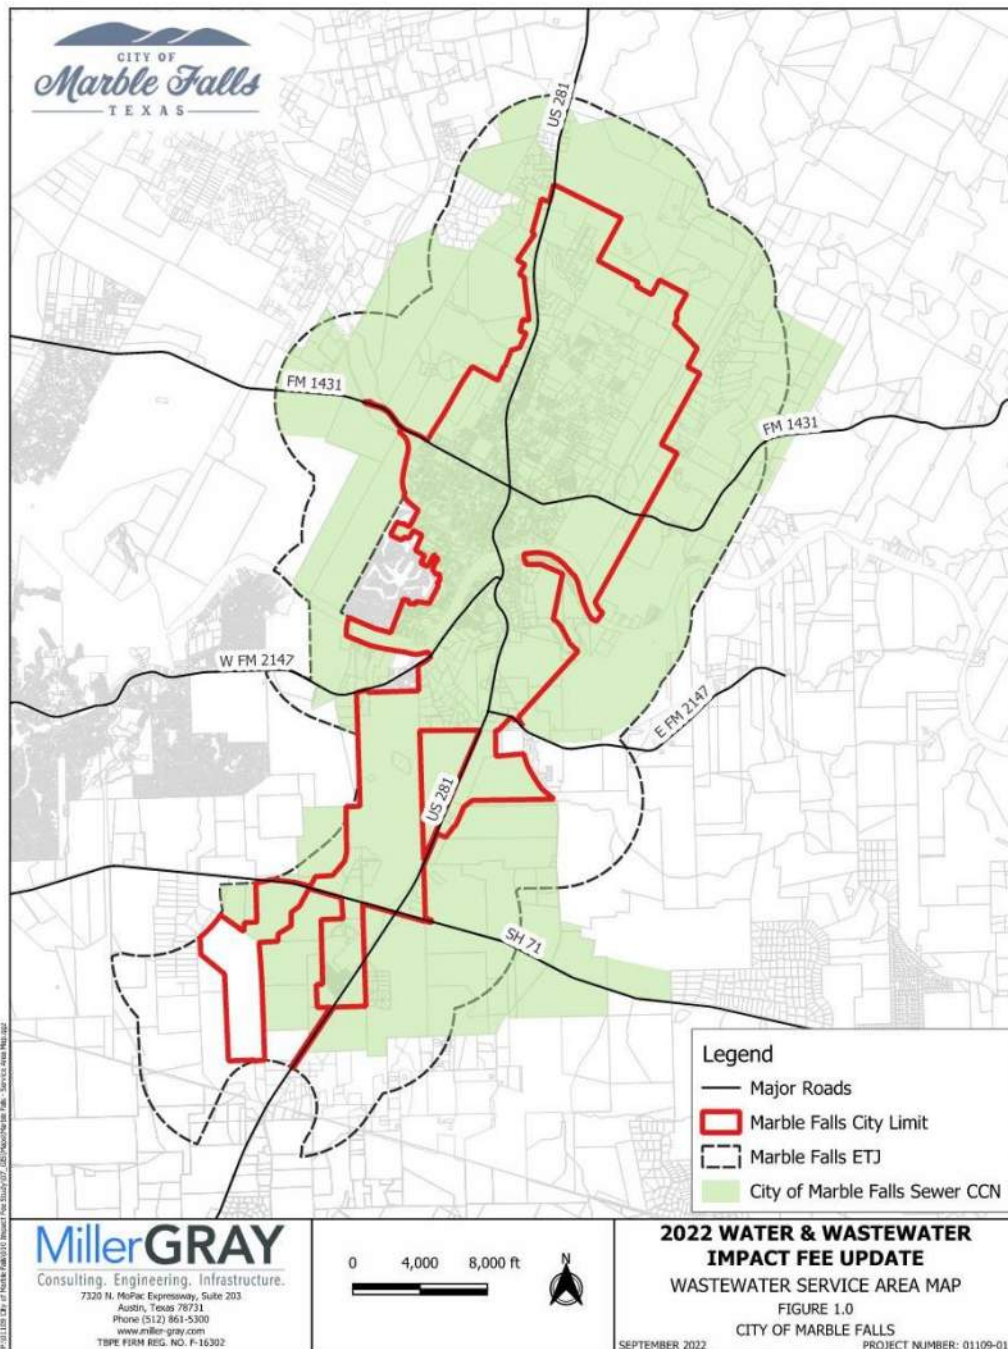 CITY OF
Marble Falls
TEXAS
US 281
FM 1431
FM 1431
W FM 2147
E FM 2147
US 281
SH 71
Legend
Major Roads
Marble Falls City Limit
Marble Falls ETJ
City of Marble Falls Sewer CCN
MillerGRAY
Consulting. Engineering. Infrastructure.
7320 N. MoPac Expressway, Suite 203
Austin, Texas 78731
Phone (512) 861-5300
www.miller-gray.com
TBPE FIRM REG. NO. F-16302
0 4,000 8,000 ft
N
2022 WATER & WASTEWATER
IMPACT FEE UPDATE
WASTEWATER SERVICE AREA MAP
FIGURE 1.0
CITY OF MARBLE FALLS
SEPTEMBER 2022 PROJECT NUMBER: 01109-01